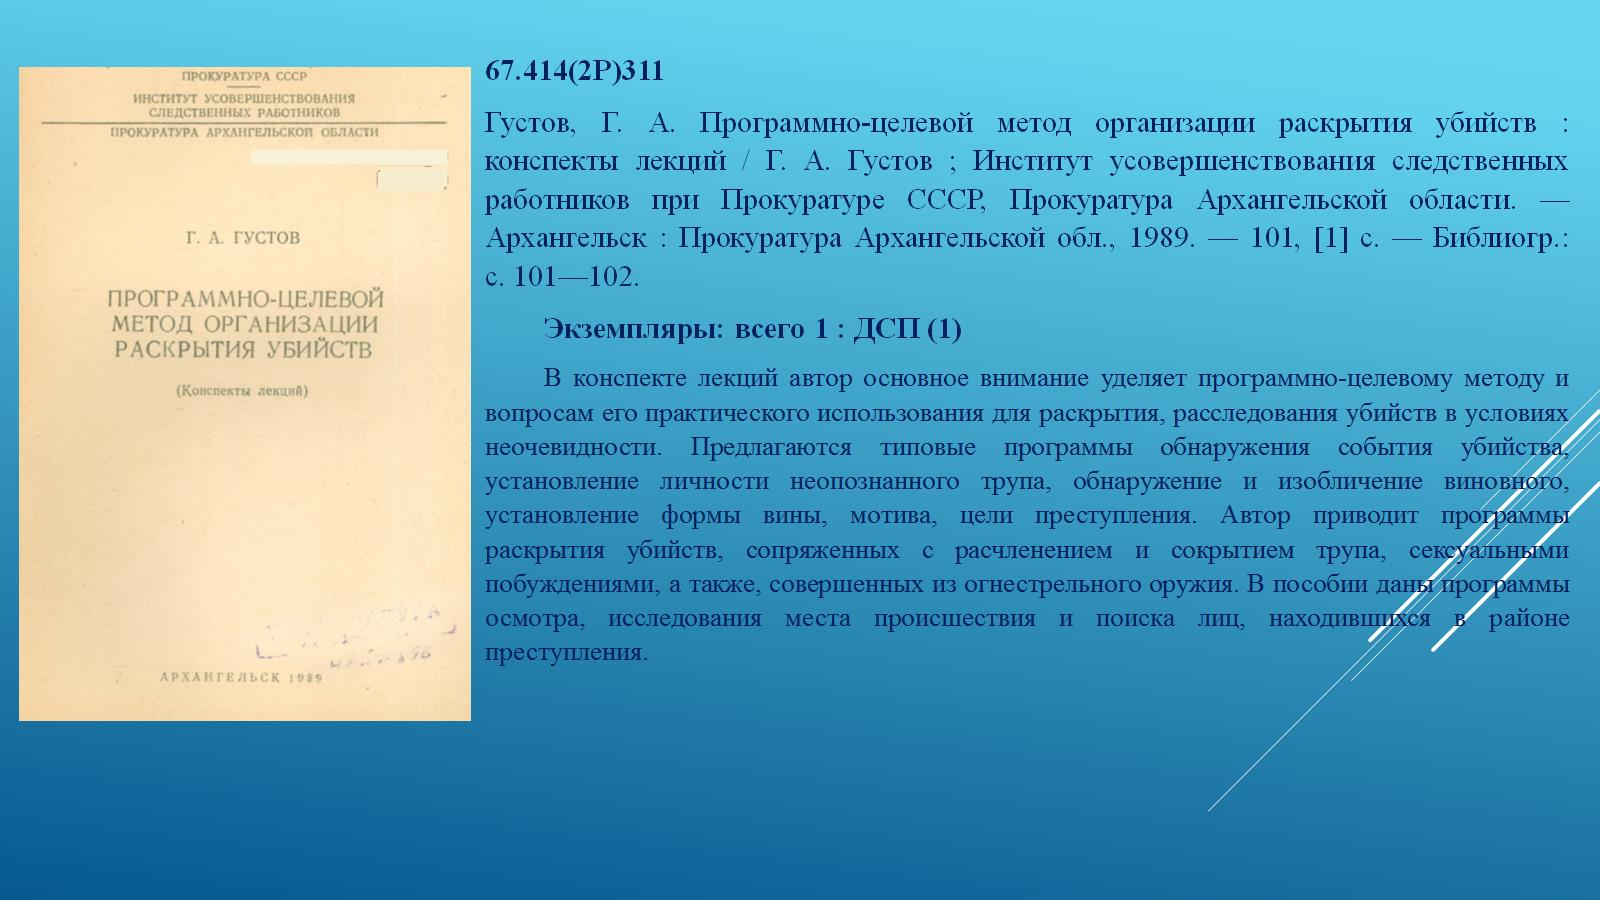 ПРОКУРАТУРА СССР
ИНСТИТУТ УСОВЕРШЕНСТВОВАНИЯ
СЛЕДСТВЕННЫХ РАБОТНИКОВ
ПРОКУРАТУРА АРХАНГЕЛЬСКОЙ ОБЛАСТИ
Г. А. ГУСТОВ
ПРОГРАММНО-ЦЕЛЕВОЙ
МЕТОД ОРГАНИЗАЦИИ
РАСКРЫТИЯ УБИЙСТВ
(Конспекты лекций)
АРХАНГЕЛЬСК 1989
67.414(2Р)311
Густов, Г. А. Программно-целевой метод организации раскрытия убийств :
конспекты лекций / Г. А. Густов ; Институт усовершенствования следственных
работников при Прокуратуре СССР, Прокуратура Архангельской области. —
Архангельск : Прокуратура Архангельской обл., 1989. — 101, [1] с. — Библиогр.:
с. 101—102.
Экземпляры: всего 1 : ДСП (1)
В конспекте лекций автор основное внимание уделяет программно-целевому методу и
вопросам его практического использования для раскрытия, расследования убийств в условиях
неочевидности. Предлагаются типовые программы обнаружения события убийства,
установление личности неопознанного трупа, обнаружение и изобличение виновного,
установление формы вины, мотива, цели преступления. Автор приводит программы
раскрытия убийств, сопряженных с расчленением и сокрытием трупа, сексуальными
побуждениями, а также, совершенных из огнестрельного оружия. В пособии даны программы
осмотра, исследования места происшествия и поиска лиц, находившихся в районе
преступления.